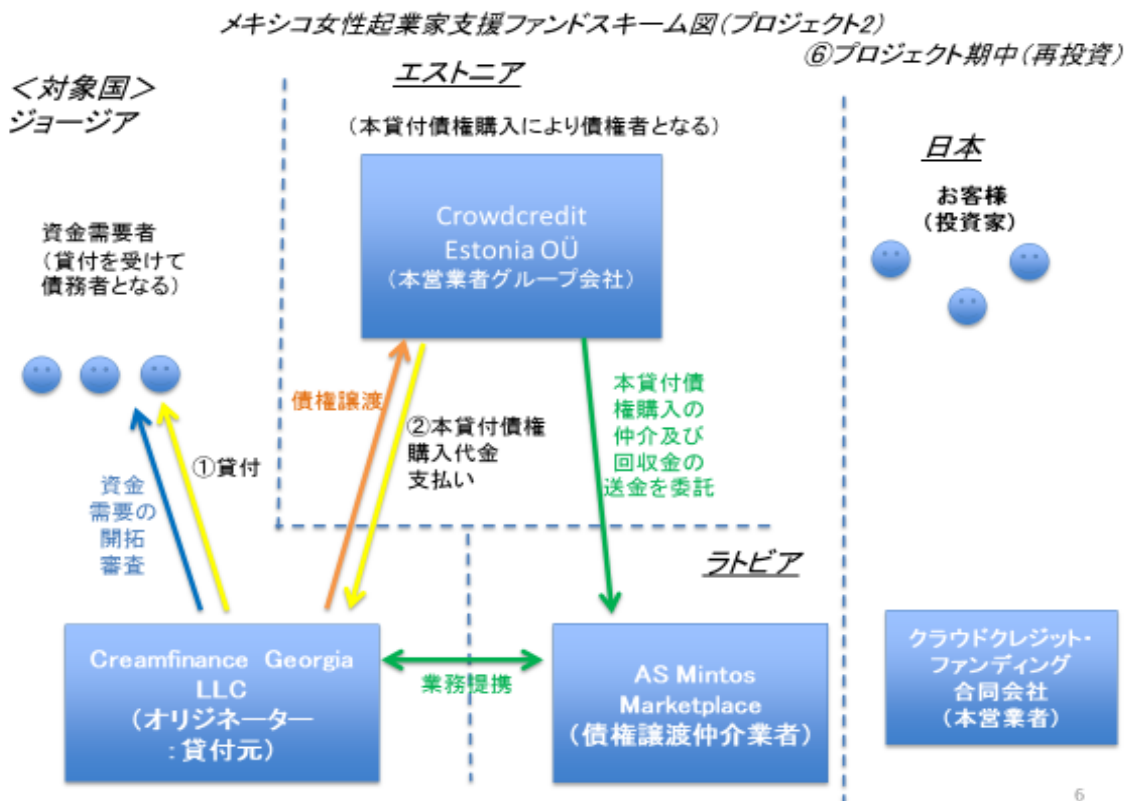 メキシコ女性起業家支援ファンドスキーム図(プロジェクト2)
⑥プロジェクト期中(再投資)
<対象国>
ジョージア
エストニア
(本貸付債権購入により債権者となる)
日本
お客様
(投資家)
資金需要者
(貸付を受けて
債務者となる)
Crowdcredit
Estonia OÜ
(本営業者グループ会社)
債権譲渡
②本貸付債権
購入代金
支払い
本貸付債
権購入の
仲介及び
回収金の
送金を委託
①貸付
資金
需要の
開拓
審査
ラトビア
Creamfinance Georgia
LLC
(オリジネーター
:貸付元)
業務提携
AS Mintos
Marketplace
(債権譲渡仲介業者)
クラウドクレジット・
ファンディング
合同会社
(本営業者)
6